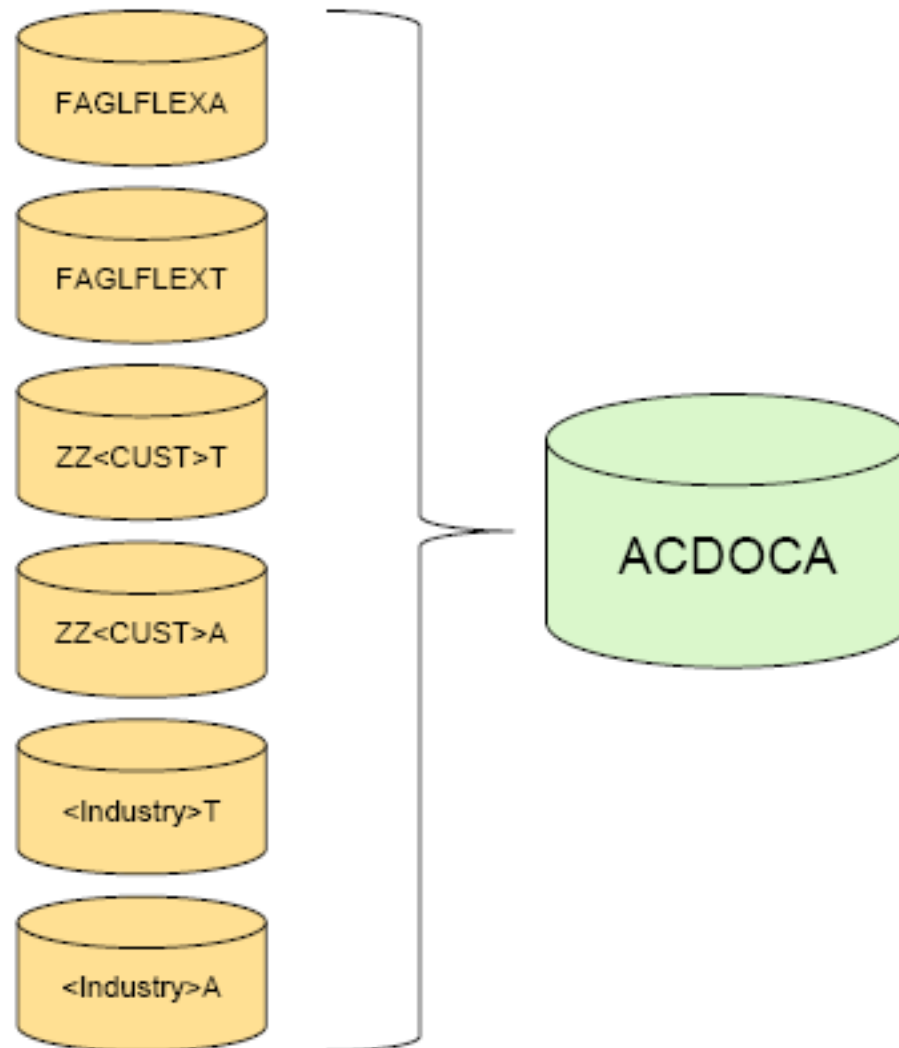 FAGLFLEXA
FAGLFLEXT
ZZ<CUST>T
ZZ<CUST>A
<Industry>T
<Industry>A
ACDOCA